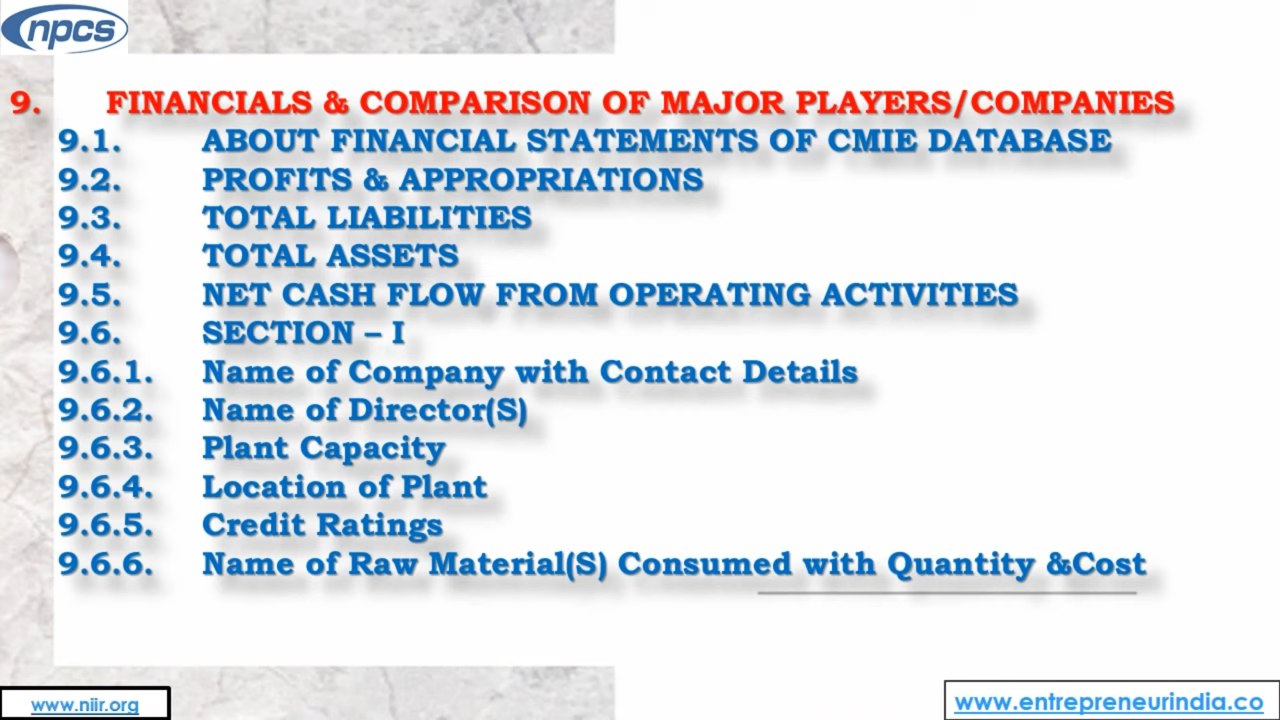 npcs
9. FINANCIALS & COMPARISON OF MAJOR PLAYERS/COMPANIES
9.1. ABOUT FINANCIAL STATEMENTS OF CMIE DATABASE
9.2. PROFITS & APPROPRIATIONS
9.3. TOTAL LIABILITIES
9.4. TOTAL ASSETS
9.5. NET CASH FLOW FROM OPERATING ACTIVITIES
9.6. SECTION – I
9.6.1. Name of Company with Contact Details
9.6.2. Name of Director(S)
9.6.3. Plant Capacity
9.6.4. Location of Plant
9.6.5. Credit Ratings
9.6.6. Name of Raw Material(S) Consumed with Quantity &Cost
www.niir.org
www.entrepreneurindia.co